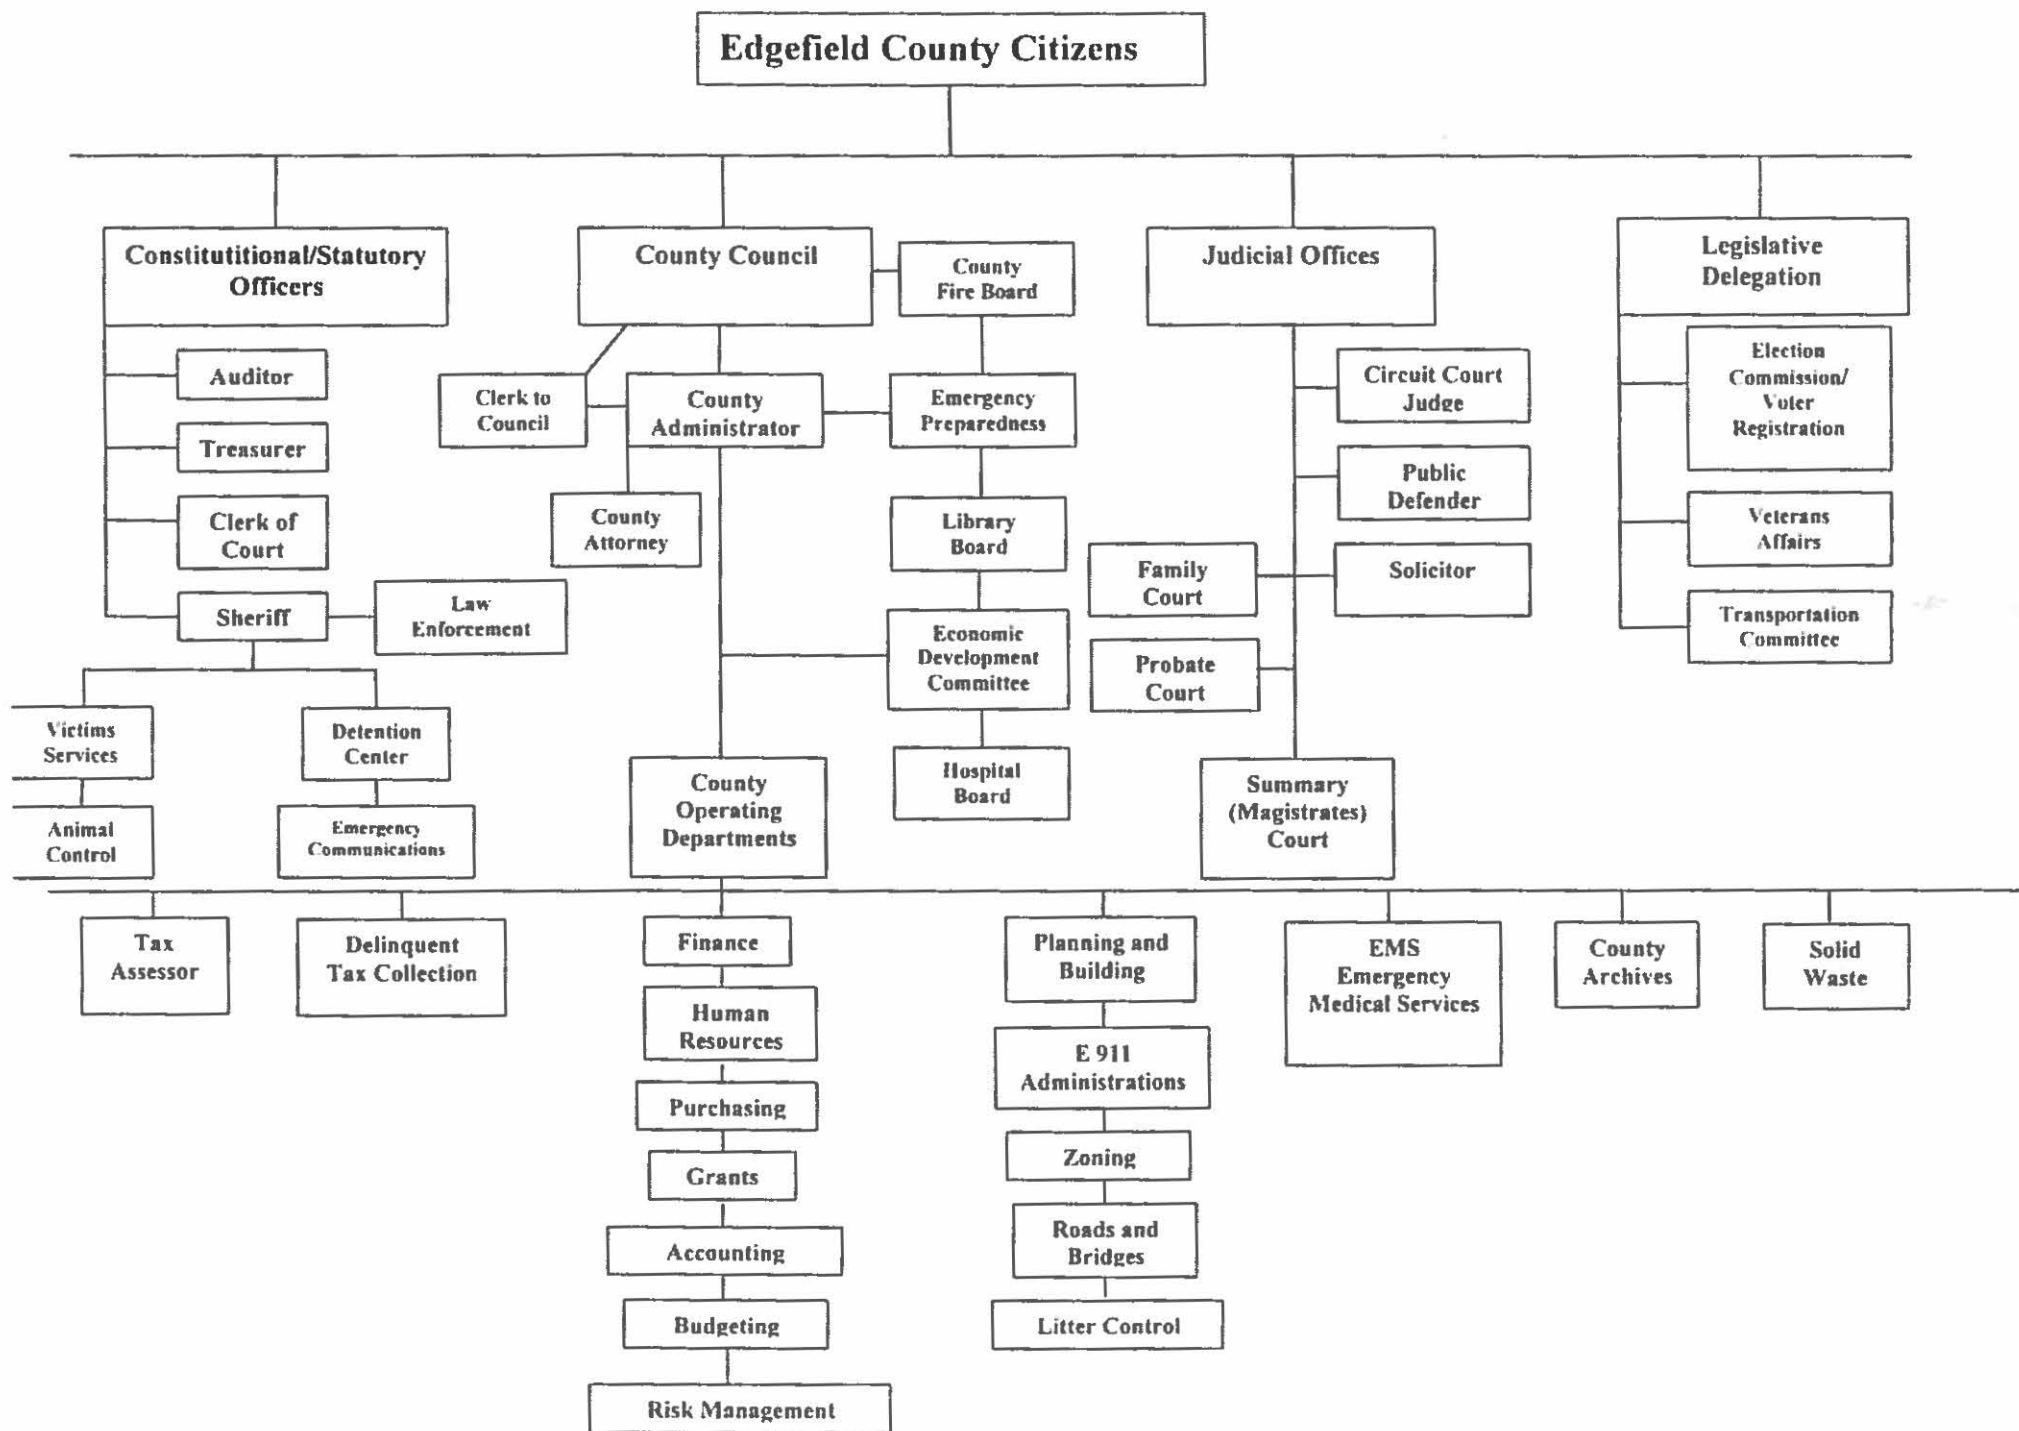 Edgefield County Citizens
Constitutitional/Statutory
Officers
Auditor
Treasurer
Clerk of
Court
Sheriff
Law
Enforcement
Victims
Services
Animal
Control
Detention
Center
Emergency
Communications
County Council
County
Fire Board
Clerk to
Council
County
Administrator
Emergency
Preparedness
County
Attorney
Library
Board
Economic
Development
Committee
Hospital
Board
County
Operating
Departments
Judicial Offices
Circuit Court
Judge
Public
Defender
Family
Court
Solicitor
Probate
Court
Summary
(Magistrates)
Court
Legislative
Delegation
Election
Commission/
Voter
Registration
Veterans
Affairs
Transportation
Committee
Tax
Assessor
Delinquent
Tax Collection
Finance
Human
Resources
Purchasing
Grants
Accounting
Budgeting
Risk Management
Planning and
Building
E 911
Administrations
Zoning
Roads and
Bridges
Litter Control
EMS
Emergency
Medical Services
County
Archives
Solid
Waste